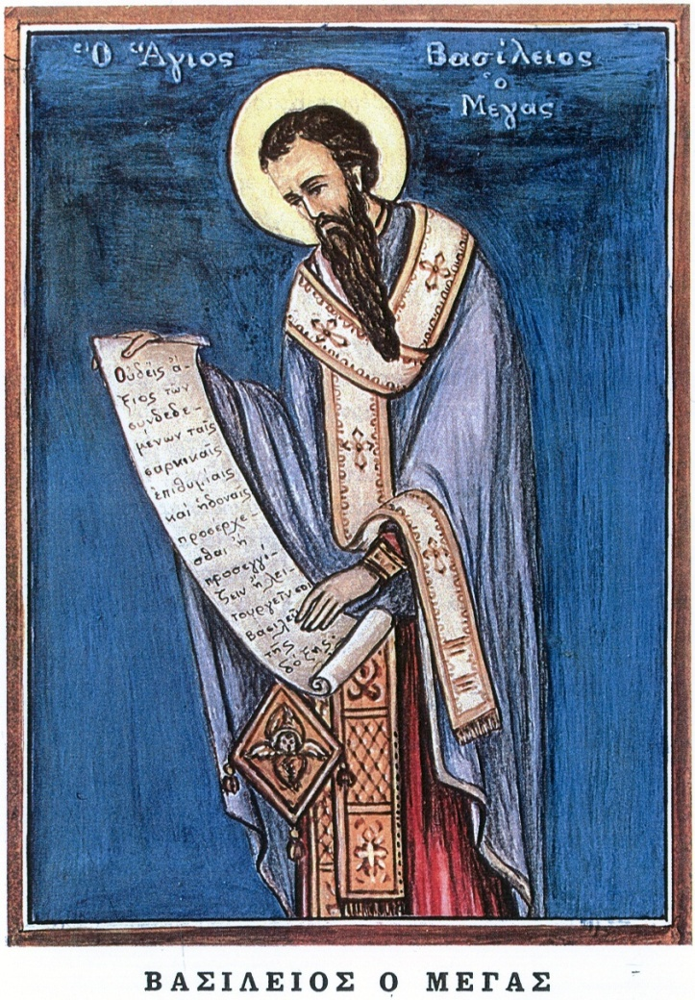 Ὁ Ἅγιος
Βασίλειος
ὁ
Μέγας
Οὐδεὶς ἄ-
ξιος τῶν
συνδεδε-
μένων ταῖς
σαρκικαῖς
ἐπιθυμίαις
καὶ ἡδοναῖς
προσέρχε-
σθαι ἢ
προσεγγί-
ζειν ἢ λει-
τουργεῖν σοι
Βασιλεῦ
τῆς
δόξης.
ΒΑΣΙΛΕΙΟΣ Ο ΜΕΓΑΣ